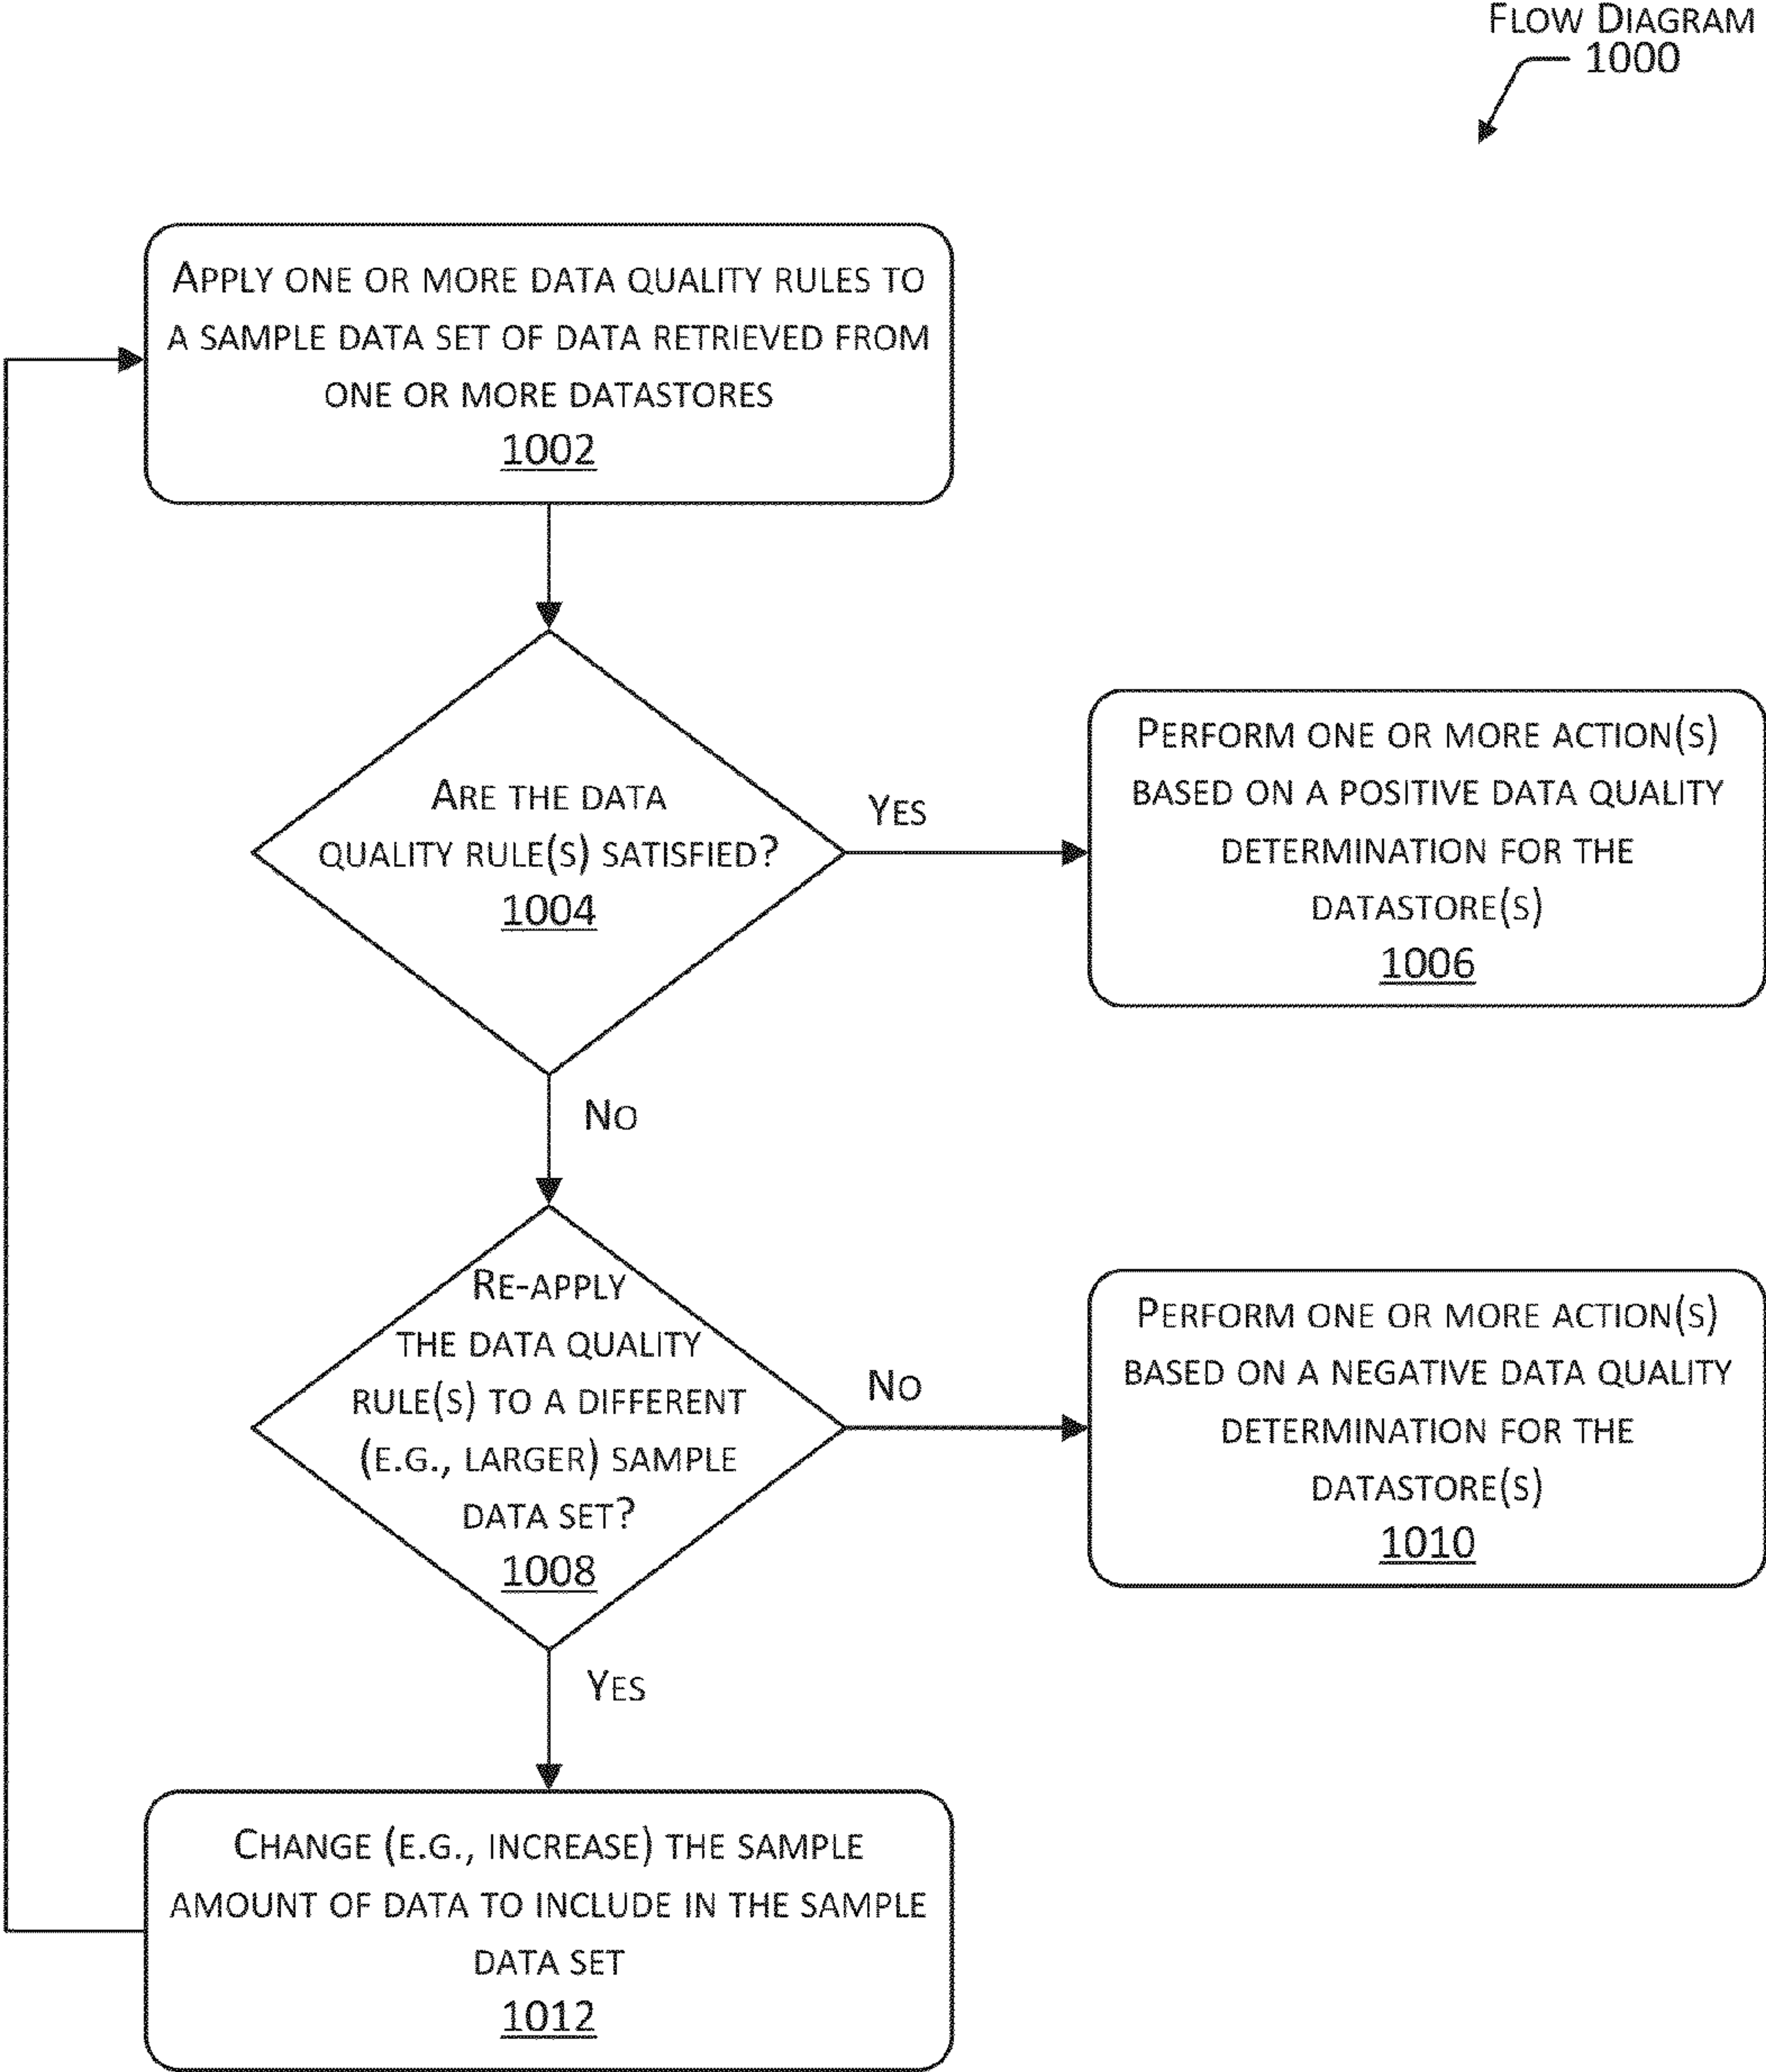 FLOW DIAGRAM
1000
APPLY ONE OR MORE DATA QUALITY RULES TO
A SAMPLE DATA SET OF DATA RETRIEVED FROM
ONE OR MORE DATASTORES
1002
ARE THE DATA
QUALITY RULE(S) SATISFIED?
1004
YES
PERFORM ONE OR MORE ACTION(S)
BASED ON A POSITIVE DATA QUALITY
DETERMINATION FOR THE
DATASTORE(S)
1006
NO
RE-APPLY
THE DATA QUALITY
RULE(S) TO A DIFFERENT
(E.G., LARGER) SAMPLE
DATA SET?
1008
NO
PERFORM ONE OR MORE ACTION(S)
BASED ON A NEGATIVE DATA QUALITY
DETERMINATION FOR THE
DATASTORE(S)
1010
YES
CHANGE (E.G., INCREASE) THE SAMPLE
AMOUNT OF DATA TO INCLUDE IN THE SAMPLE
DATA SET
1012